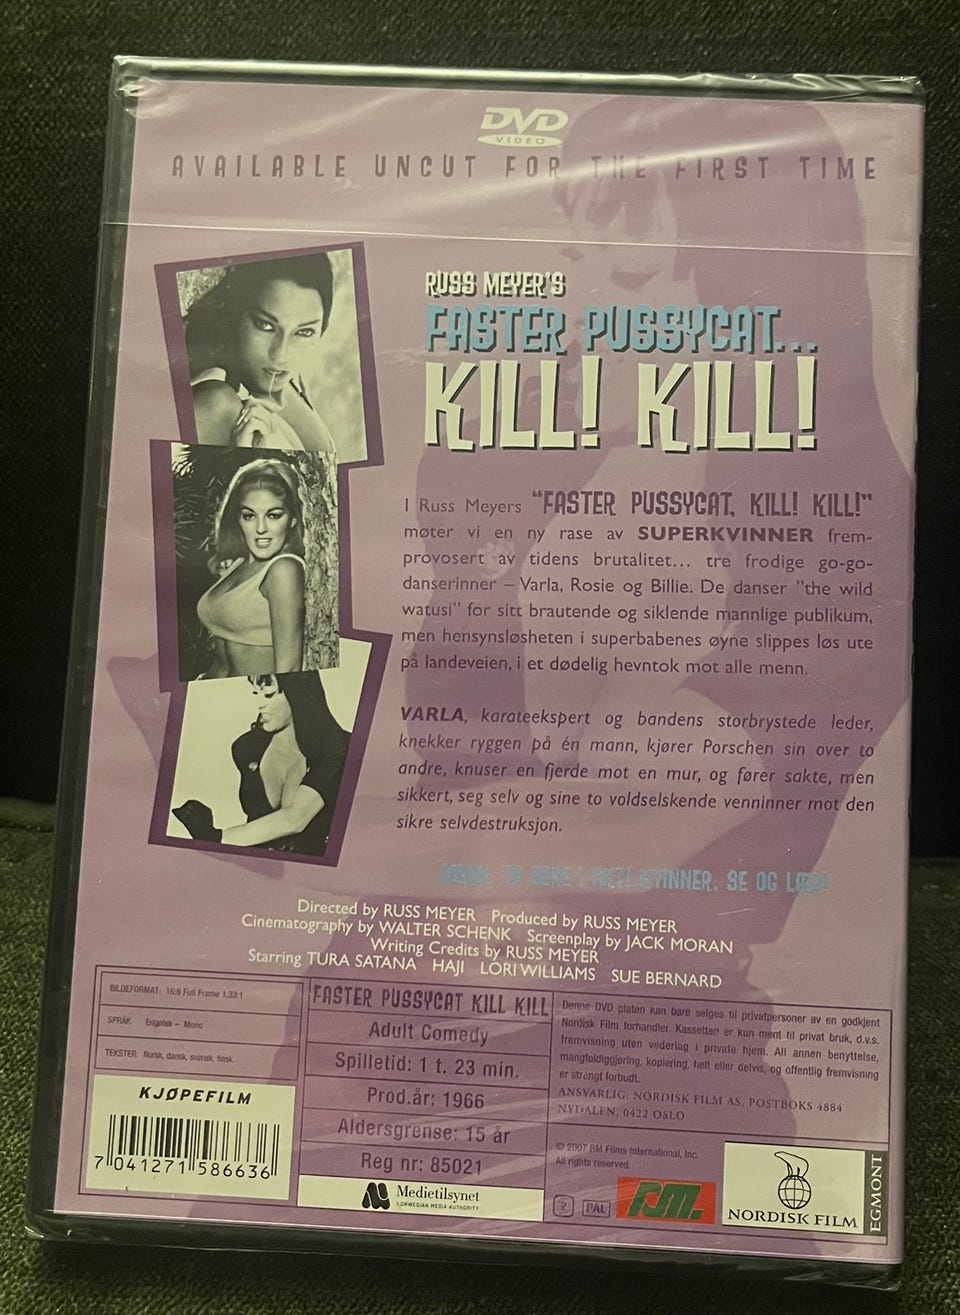 DVD
VIDEO
AVAILABLE UNCUT FOR THE FIRST TIME
RUSS MEYER'S
FASTER PUSSYCAT...
KILL! KILL!
I Russ Meyers "FASTER PUSSYCAT, KILL! KILL!"
møter vi en ny rase av SUPERKVINNER frem-
provosert av tidens brutalitet... tre frodige go-go-
danserinner – Varla, Rosie og Billie. De danser "the wild
watusi" for sitt brautende og siklende mannlige publikum,
men hensynsløsheten i superbabenes øyne slippes løs ute
på landeveien, i et dødelig hevntok mot alle menn.
VARLA, karateekspert og bandens storbrystede leder,
knekker ryggen på én mann, kjører Porschen sin over to
andre, knuser en fjerde mot en mur, og fører sakte, men
sikkert, seg selv og sine to voldselskende venninner mot den
sikre selvdestruksjon.
KVINNER, SE OG
Directed by RUSS MEYER Produced by RUSS MEYER
Cinematography by WALTER SCHENK Screenplay by JACK MORAN
Writing Credits by RUSS MEYER
Starring TURA SATANA HAJI LORI WILLIAMS SUE BERNARD
BILDEFORMAT: 16:9 Full Frame 1.33:1
SPRÅK Engelsk – Mono
TEKSTER: Norsk, dansk, svensk, finsk.
KJØPEFILM
7 041271 586636
FASTER PUSSYCAT KILL KILL
Adult Comedy
Spilletid: 1 t. 23 min.
Prod.år: 1966
Aldersgrense: 15 år
Reg nr: 85021
Medietilsynet
NORWEGIAN MEDIA AUTHORITY
Denne DVD platen kan bare selges til privatpersoner av en godkjent
Nordisk Film forhandler. Kassetten er kun ment til privat bruk, d.v.s.
fremvisning uten vederlag i private hjem. All annen benyttelse,
mangfoldiggjøring, kopiering, helt eller delvis, og offentlig fremvisning
er strengt forbudt.
ANSVARLIG: NORDISK FILM AS, POSTBOKS 4884
NYDALEN, 0422 OSLO
© 2007 RM Films International, Inc.
All rights reserved.
2 PAL
RM.
NORDISK FILM
EGMONT